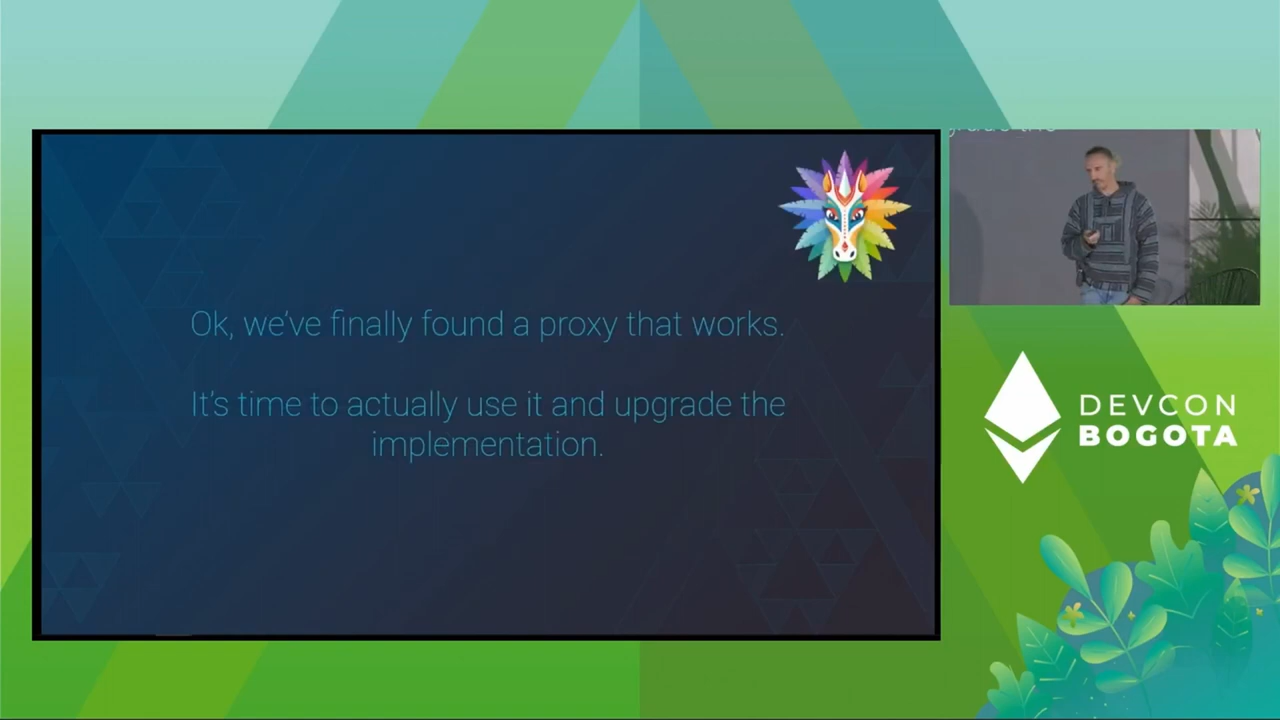 Ok, we've finally found a proxy that works.
It's time to actually use it and upgrade the
implementation.
DEVCON
BOGOTA